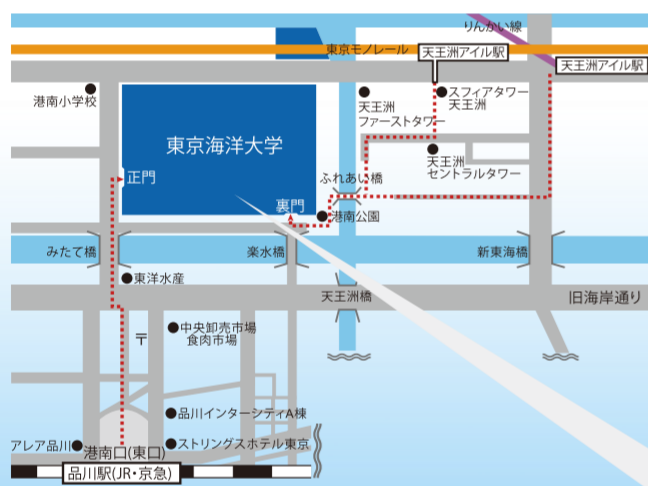 りんかい線
東京モノレール
天王洲アイル駅
天王洲アイル駅
港南小学校
スフィアタワー
天王洲
天王洲
ファーストタワー
東京海洋大学
天王洲
セントラルタワー
正門
ふれあい橋
裏門
港南公園
みたて橋
楽水橋
新東海橋
東洋水産
天王洲橋
旧海岸通り
〒
中央卸売市場
食肉市場
品川インターシティA棟
アレア品川
港南口(東口)
ストリングスホテル東京
品川駅(JR・京急)